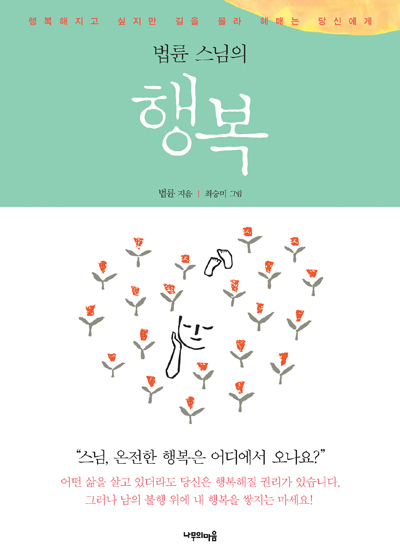 행복해지고 싶지만 길을 몰라 헤매는 당신에게
법륜 스님의
행복
법륜 지음 | 최승미 그림
“스님, 온전한 행복은 어디에서 오나요?”
어떤 삶을 살고 있더라도 당신은 행복해질 권리가 있습니다.
그러나 남의 불행 위에 내 행복을 쌓지는 마세요!
나무의마음